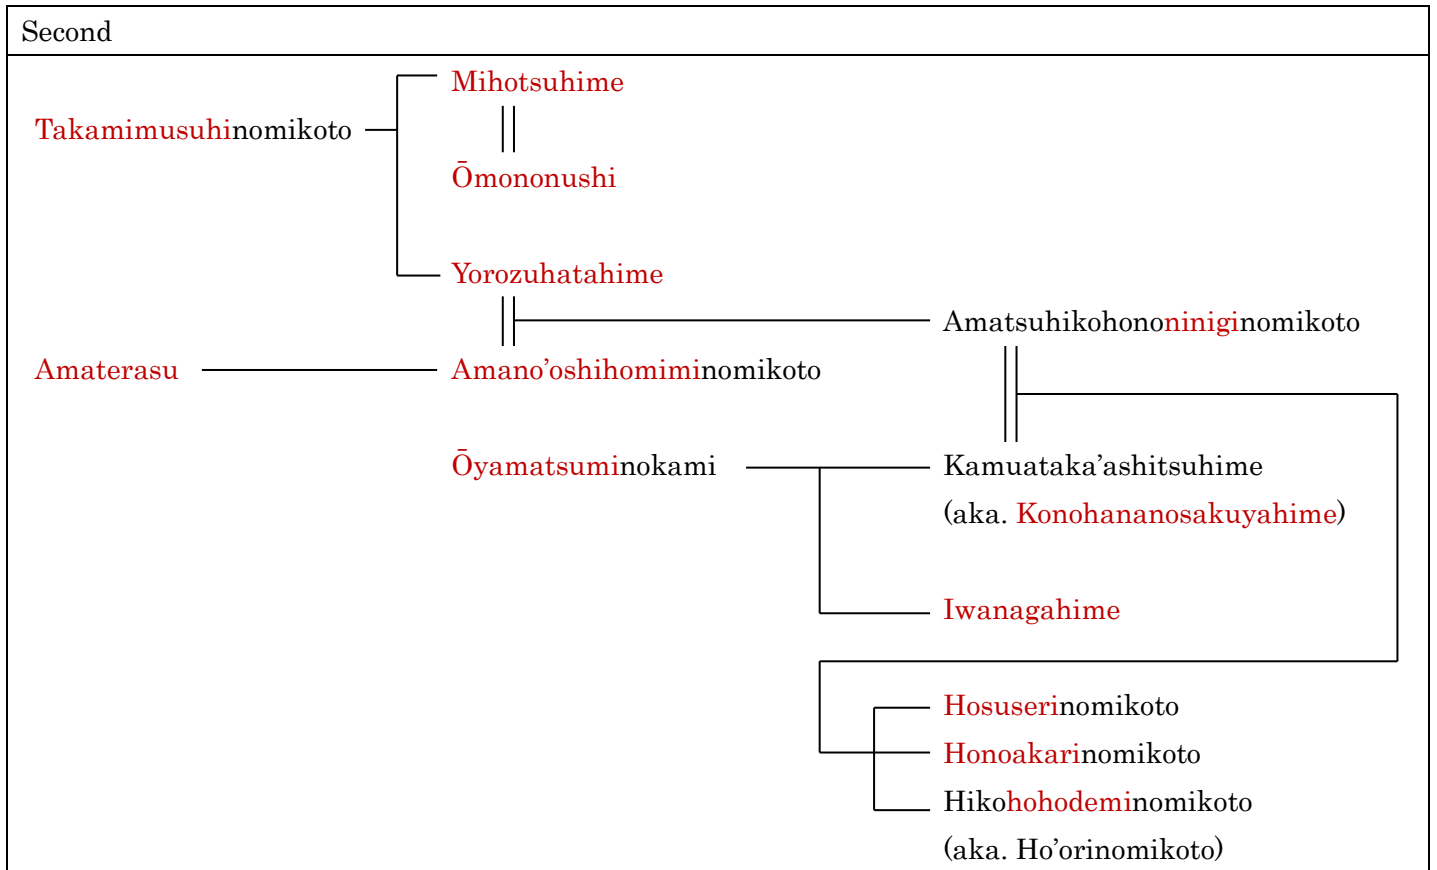 Second
Mihotsuhime
Takamimusuhinomikoto
Ōmononushi
Yorozuhatahime
Amatsuhikohononiniginomikoto
Amaterasu
Amano’oshihomiminomikoto
Ōyamatsuminokami
Kamuataka’ashitsuhime
(aka. Konohananosakuyahime)
Iwanagahime
Hosuserinomikoto
Honoakarinomikoto
Hikohohodeminomikoto
(aka. Ho’orinomikoto)